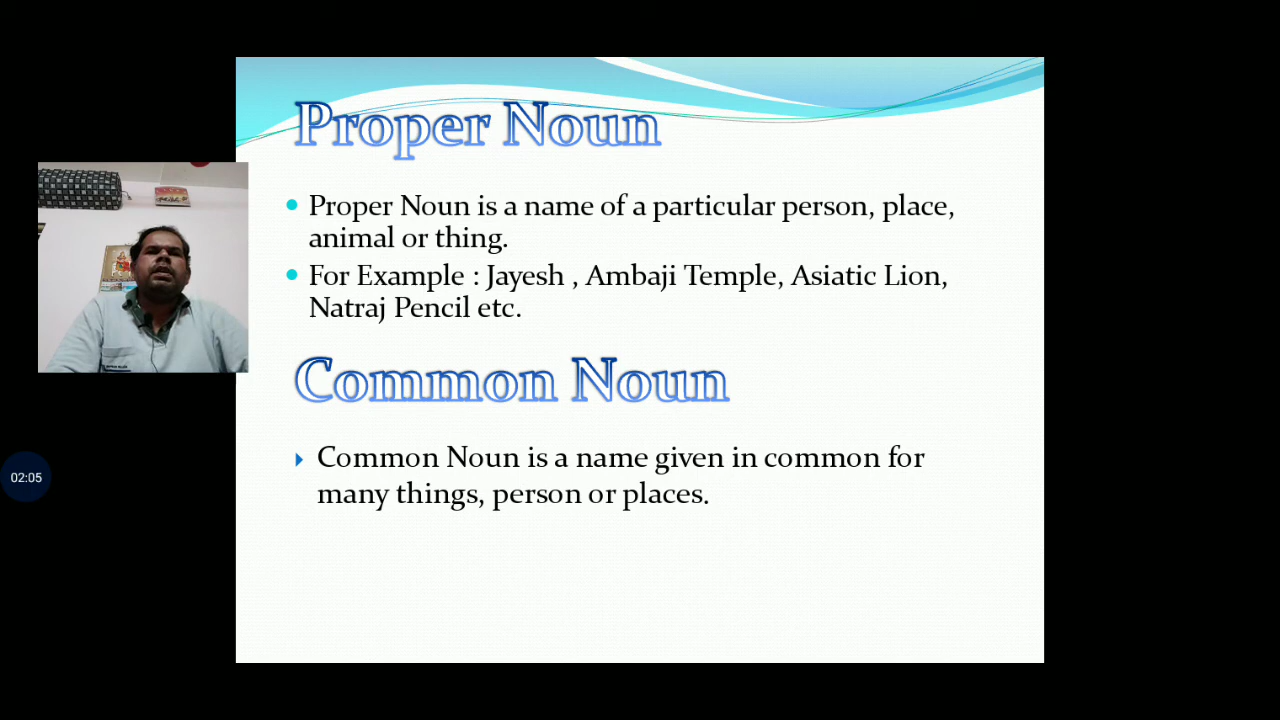 Proper Noun
Proper Noun is a name of a particular person, place,
animal or thing.
For Example : Jayesh , Ambaji Temple, Asiatic Lion,
Natraj Pencil etc.
Common Noun
Common Noun is a name given in common for
many things, person or places.
02:05